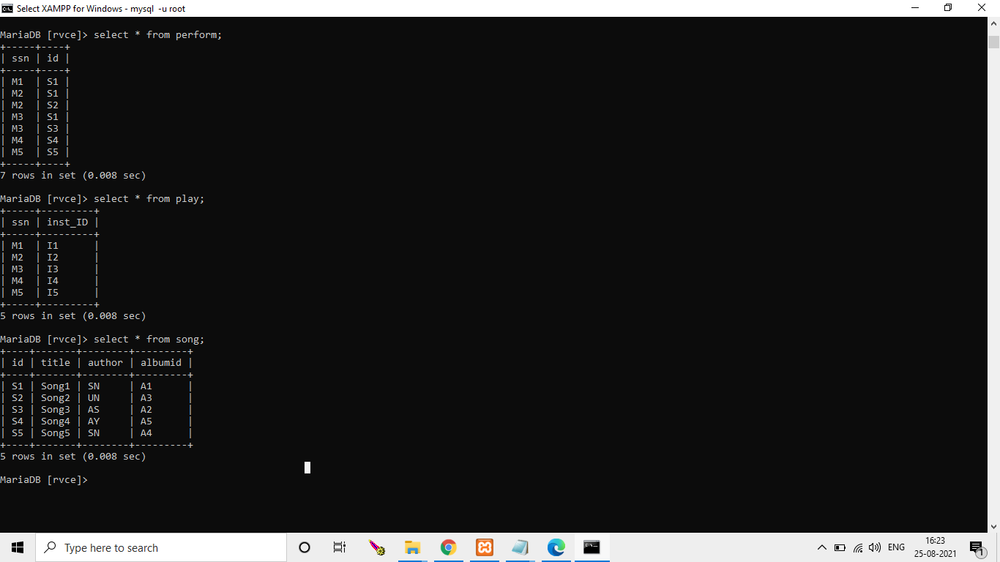 Select XAMPP for Windows - mysql  -u root
MariaDB [rvce]> select * from perform;
+-----+----+
| ssn | id |
+-----+----+
| M1  | S1 |
| M2  | S1 |
| M2  | S2 |
| M3  | S1 |
| M3  | S3 |
| M4  | S4 |
| M5  | S5 |
+-----+----+
7 rows in set (0.008 sec)
MariaDB [rvce]> select * from play;
+-----+---------+
| ssn | inst_ID |
+-----+---------+
| M1  | I1      |
| M2  | I2      |
| M3  | I3      |
| M4  | I4      |
| M5  | I5      |
+-----+---------+
5 rows in set (0.008 sec)
MariaDB [rvce]> select * from song;
+----+-------+--------+---------+
| id | title | author | albumid |
+----+-------+--------+---------+
| S1 | Song1 | SN     | A1      |
| S2 | Song2 | UN     | A3      |
| S3 | Song3 | AS     | A2      |
| S4 | Song4 | AY     | A5      |
| S5 | Song5 | SN     | A4      |
+----+-------+--------+---------+
5 rows in set (0.008 sec)
MariaDB [rvce]>
Type here to search
ENG
16:23
25-08-2021
1